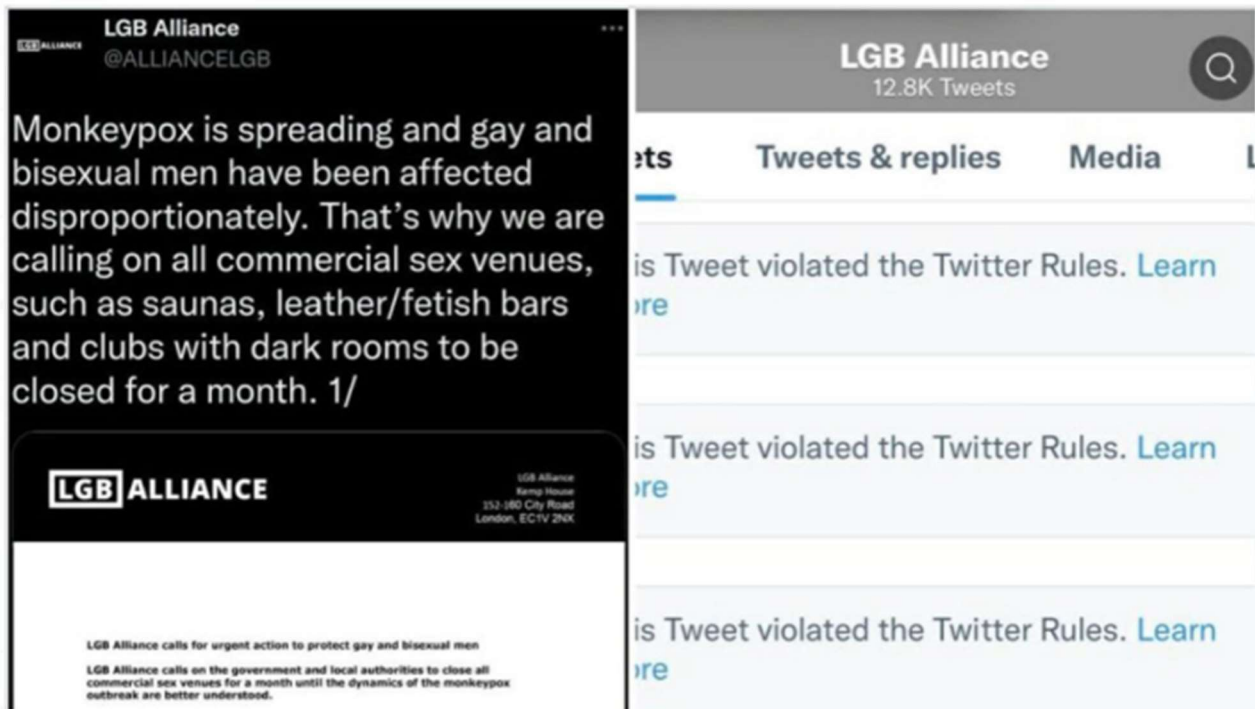 LGB Alliance
@ALLIANCELGB
LGB ALLIANCE
Monkeypox is spreading and gay and
bisexual men have been affected
disproportionately. That's why we are
calling on all commercial sex venues,
such as saunas, leather/fetish bars
and clubs with dark rooms to be
closed for a month. 1/
LGB ALLIANCE
LGB Alliance
Kemp House
152-160 City Road
London, EC1V 2NX
LGB Alliance calls for urgent action to protect gay and bisexual men
LGB Alliance calls on the government and local authorities to close all
commercial sex venues for a month until the dynamics of the monkeypox
outbreak are better understood.
LGB Alliance
12.8K Tweets
ets Tweets & replies Media L
is Tweet violated the Twitter Rules. Learn
ore
is Tweet violated the Twitter Rules. Learn
ore
is Tweet violated the Twitter Rules. Learn
ore